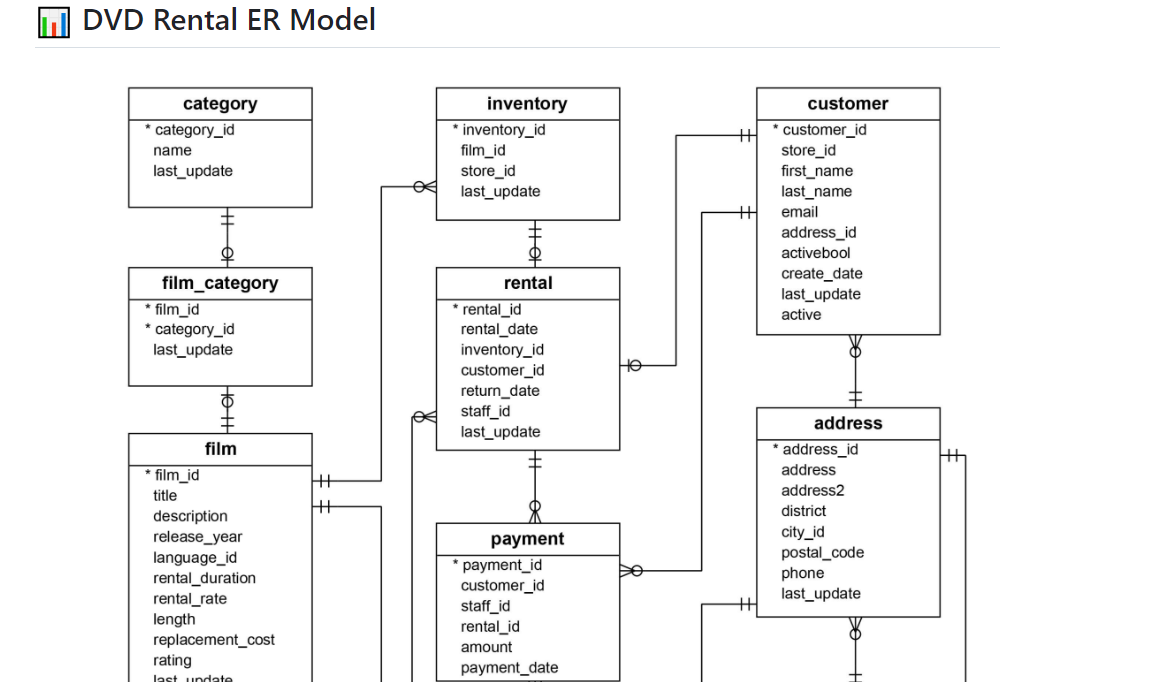 DVD Rental ER Model
category
* category_id
name
last_update
film_category
* film_id
* category_id
last_update
film
* film_id
title
description
release_year
language_id
rental_duration
rental_rate
length
replacement_cost
rating
last_update
inventory
* inventory_id
film_id
store_id
last_update
rental
* rental_id
rental_date
inventory_id
customer_id
return_date
staff_id
last_update
payment
* payment_id
customer_id
staff_id
rental_id
amount
payment_date
customer
* customer_id
store_id
first_name
last_name
email
address_id
activebool
create_date
last_update
active
address
* address_id
address
address2
district
city_id
postal_code
phone
last_update